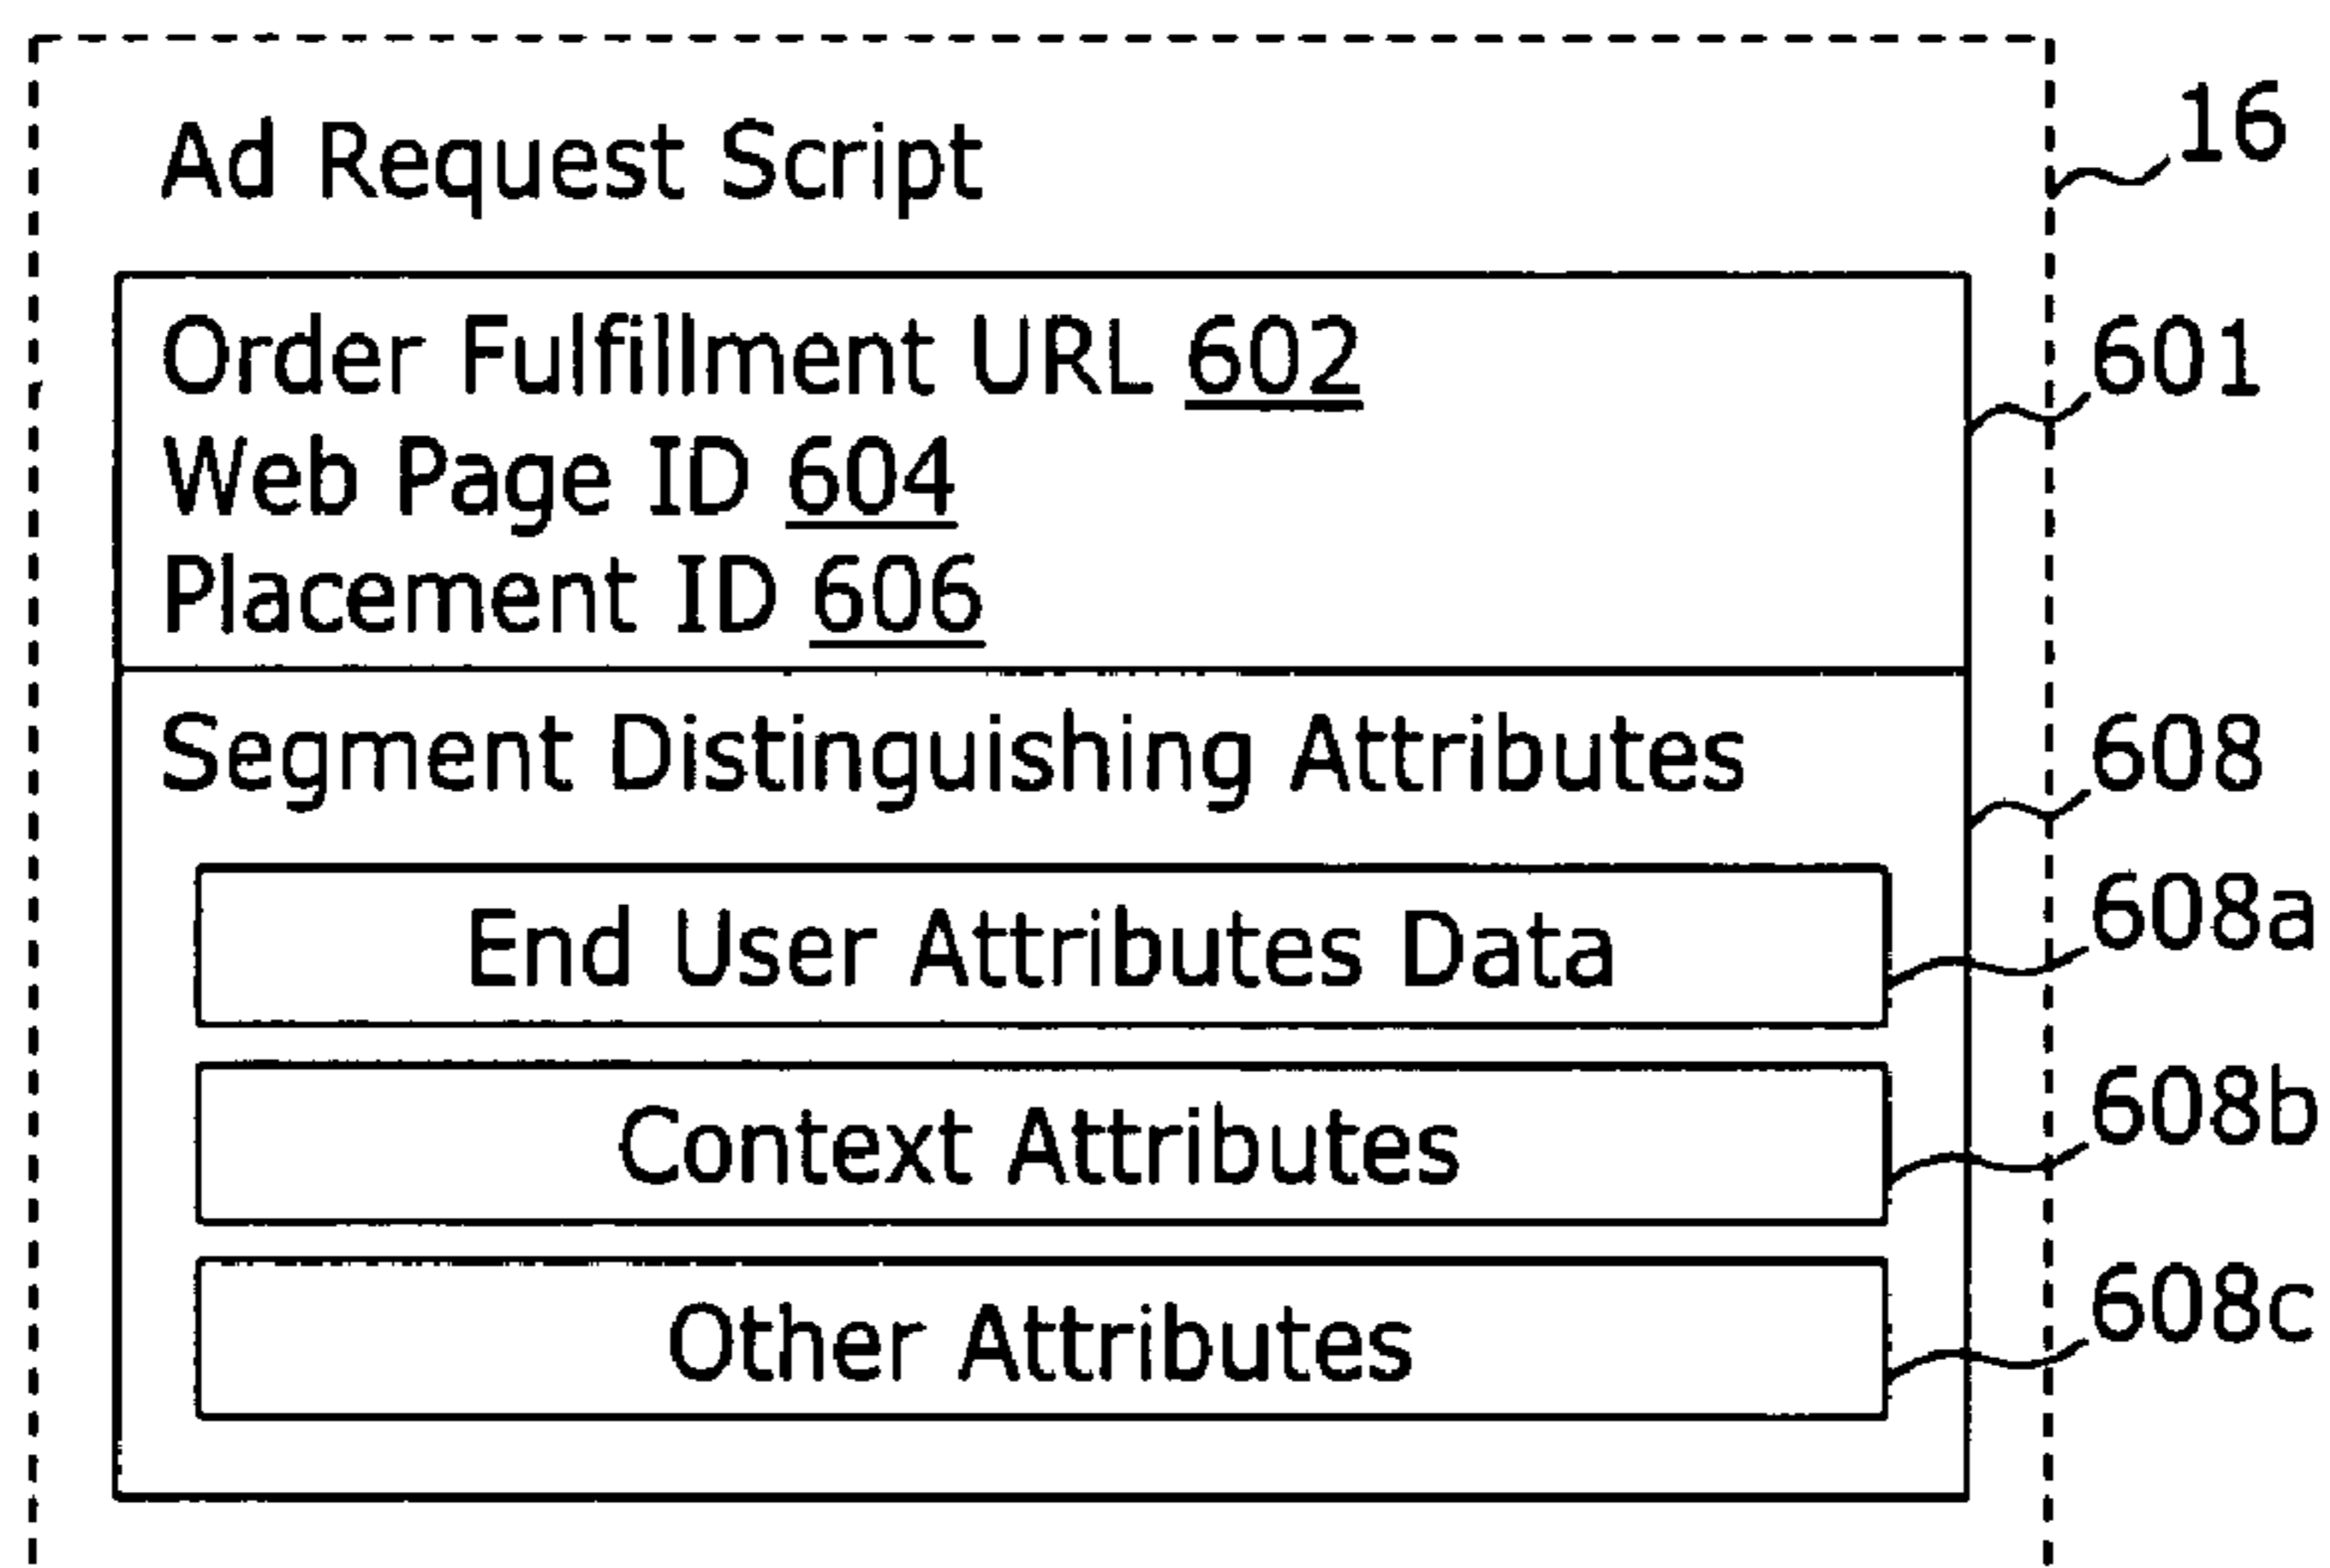 Ad Request Script
16
Order Fulfillment URL 602
601
Web Page ID 604
Placement ID 606
Segment Distinguishing Attributes
608
End User Attributes Data
608a
Context Attributes
608b
Other Attributes
608c